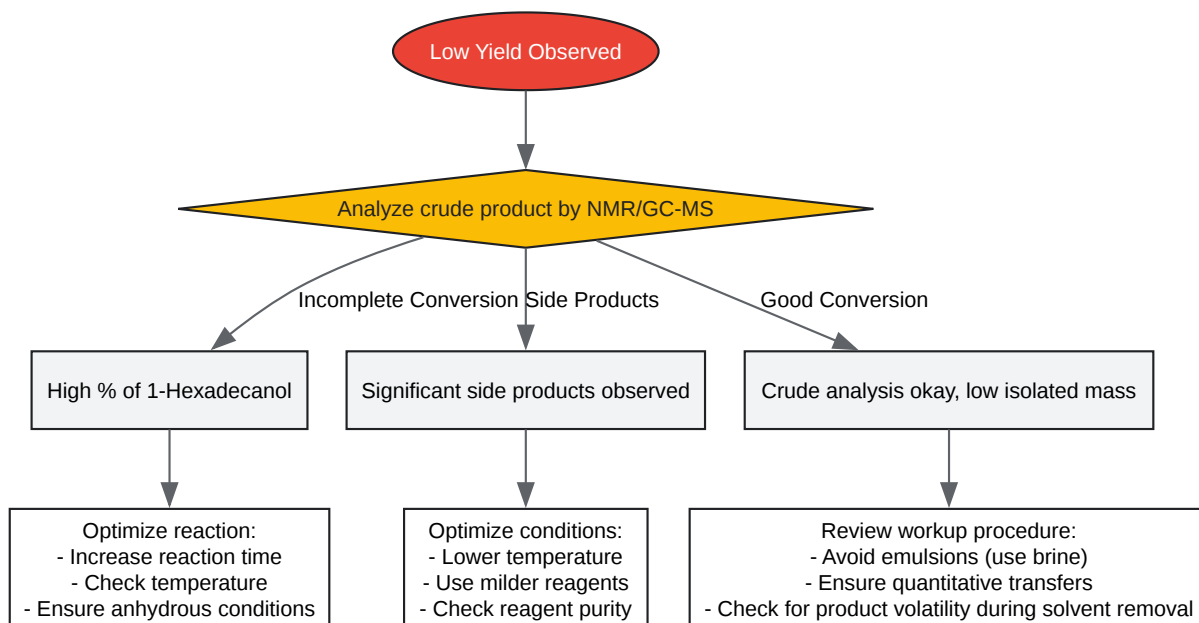 Low Yield Observed
Analyze crude product by NMR/GC-MS
Incomplete Conversion
Side Products
Good Conversion
High % of 1-Hexadecanol
Significant side products observed
Crude analysis okay, low isolated mass
Optimize reaction:
- Increase reaction time
- Check temperature
- Ensure anhydrous conditions
Optimize conditions:
- Lower temperature
- Use milder reagents
- Check reagent purity
Review workup procedure:
- Avoid emulsions (use brine)
- Ensure quantitative transfers
- Check for product volatility during solvent removal